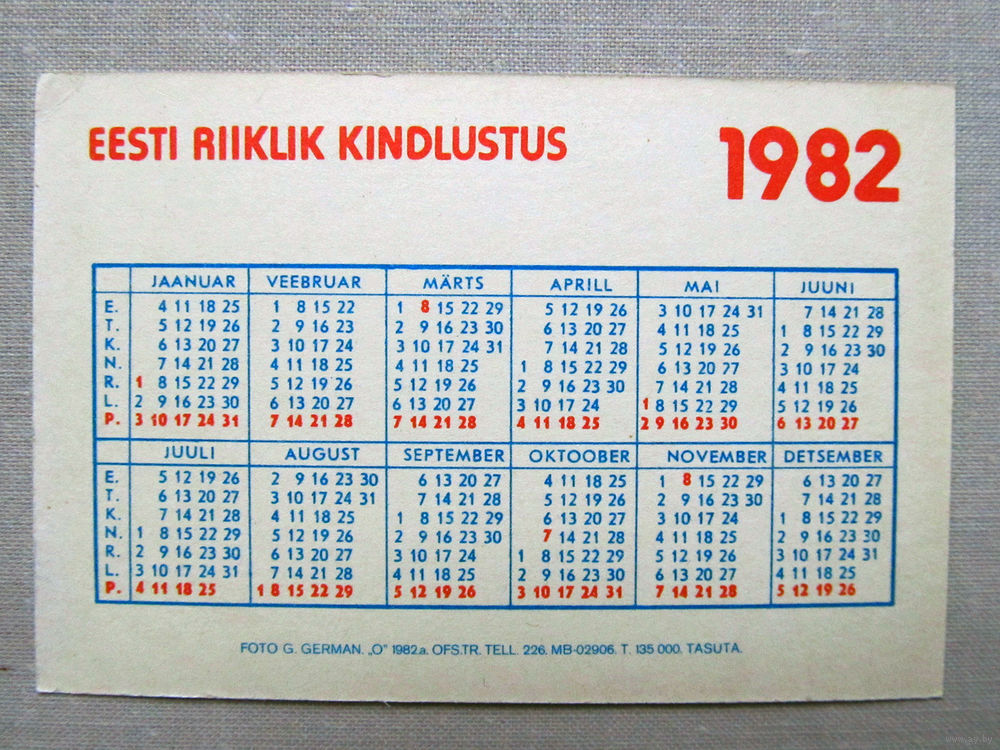 EESTI RIIKLIK KINDLUSTUS 1982
JAANUAR VEEBRUAR MÄRTS APRILL MAI JUUNI
E. 4 11 18 25 1 8 15 22 1 8 15 22 29 5 12 19 26 3 10 17 24 31 7 14 21 28
T. 5 12 19 26 2 9 16 23 2 9 16 23 30 6 13 20 27 4 11 18 25 1 8 15 22 29
K. 6 13 20 27 3 10 17 24 3 10 17 24 31 7 14 21 28 5 12 19 26 2 9 16 23 30
N. 7 14 21 28 4 11 18 25 4 11 18 25 1 8 15 22 29 6 13 20 27 3 10 17 24
R. 1 8 15 22 29 5 12 19 26 5 12 19 26 2 9 16 23 30 7 14 21 28 4 11 18 25
L. 2 9 16 23 30 6 13 20 27 6 13 20 27 3 10 17 24 1 8 15 22 29 5 12 19 26
P. 3 10 17 24 31 7 14 21 28 7 14 21 28 4 11 18 25 2 9 16 23 30 6 13 20 27
JUULI AUGUST SEPTEMBER OKTOOBER NOVEMBER DETSEMBER
E. 5 12 19 26 2 9 16 23 30 6 13 20 27 4 11 18 25 1 8 15 22 29 6 13 20 27
T. 6 13 20 27 3 10 17 24 31 7 14 21 28 5 12 19 26 2 9 16 23 30 7 14 21 28
K. 7 14 21 28 4 11 18 25 1 8 15 22 29 6 13 20 27 3 10 17 24 1 8 15 22 29
N. 1 8 15 22 29 5 12 19 26 2 9 16 23 30 7 14 21 28 4 11 18 25 2 9 16 23 30
R. 2 9 16 23 30 6 13 20 27 3 10 17 24 1 8 15 22 29 5 12 19 26 3 10 17 24 31
L. 3 10 17 24 31 7 14 21 28 4 11 18 25 2 9 16 23 30 6 13 20 27 4 11 18 25
P. 4 11 18 25 1 8 15 22 29 5 12 19 26 3 10 17 24 31 7 14 21 28 5 12 19 26
FOTO G. GERMAN. „O" 1982.a. OFS.TR. TELL. 226. MB-02906. T. 135 000. TASUTA.
www.ay.by